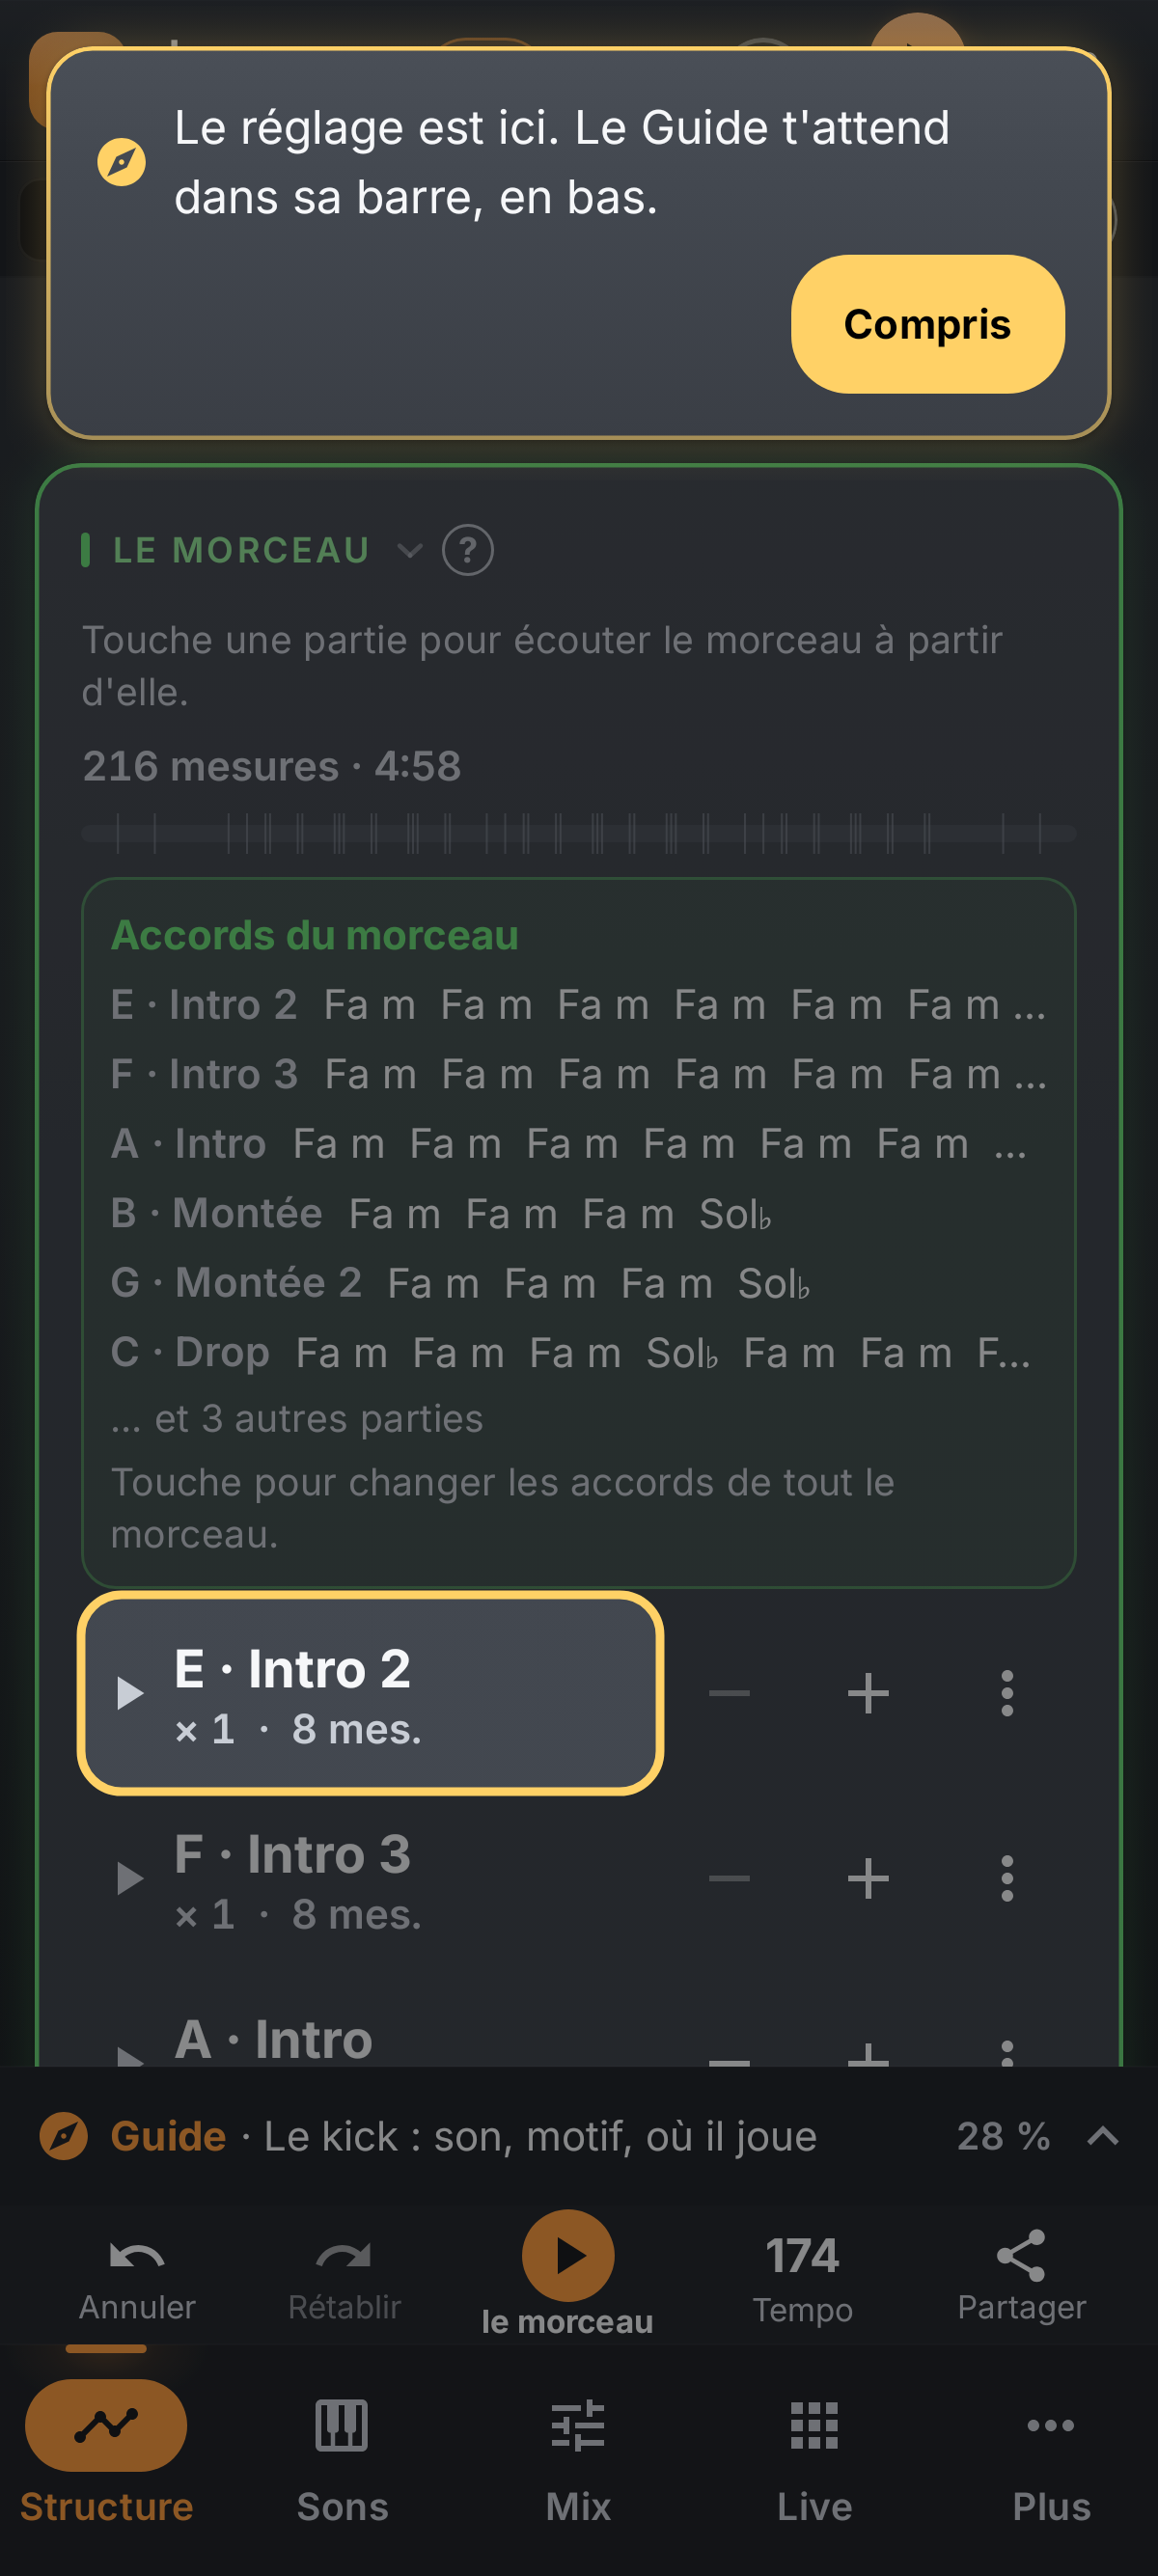 Le réglage est ici. Le Guide t'attend
dans sa barre, en bas.
Compris
LE MORCEAU ?
Touche une partie pour écouter le morceau à partir
d'elle.
216 mesures · 4:58
Accords du morceau
E · Intro 2 Fa m Fa m Fa m Fa m Fa m Fa m ...
F · Intro 3 Fa m Fa m Fa m Fa m Fa m Fa m ...
A · Intro Fa m Fa m Fa m Fa m Fa m Fa m ...
B · Montée Fa m Fa m Fa m Sol♭
G · Montée 2 Fa m Fa m Fa m Sol♭
C · Drop Fa m Fa m Fa m Sol♭ Fa m Fa m F...
... et 3 autres parties
Touche pour changer les accords de tout le
morceau.
E · Intro 2
× 1 · 8 mes.
F · Intro 3
× 1 · 8 mes.
A · Intro
Guide · Le kick : son, motif, où il joue 28 %
Annuler
Rétablir
le morceau
174
Tempo
Partager
Structure
Sons
Mix
Live
Plus